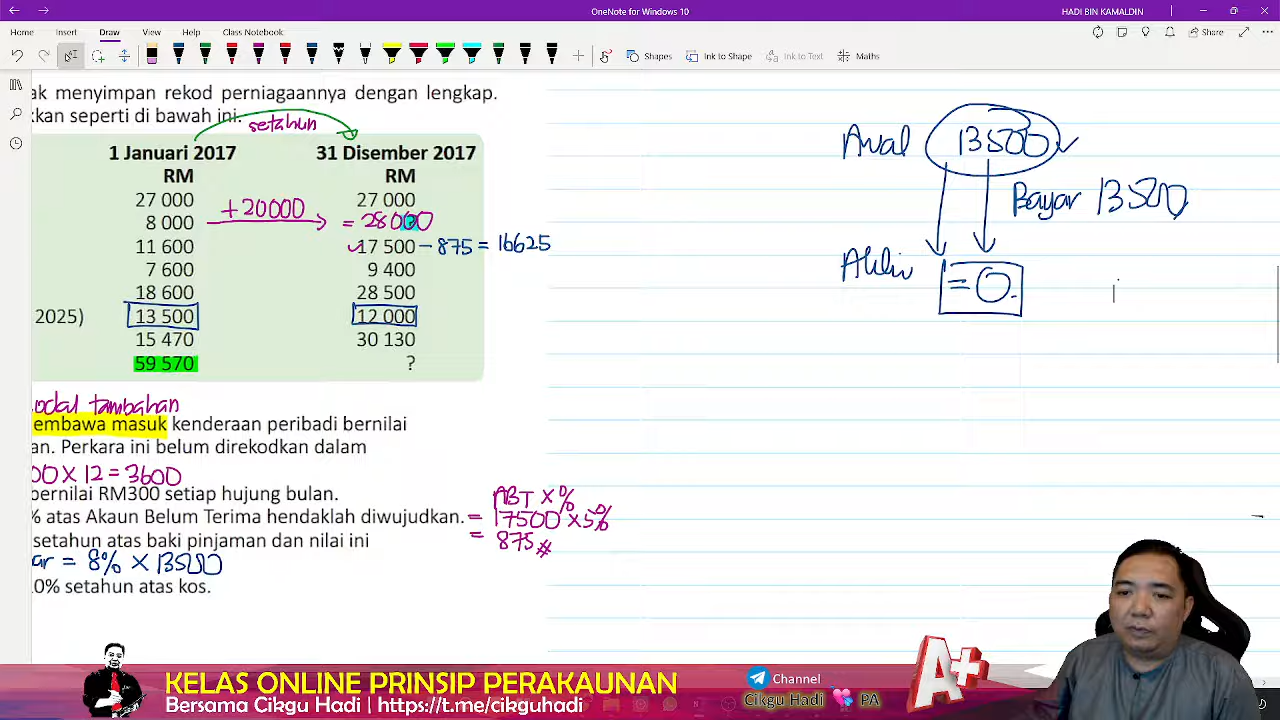 OneNote for Windows 10
HADI BIN KAMALDIN
Home Insert Draw View Help Class Notebook
Share
Shapes Ink to Shape Ink to Text Maths
ak menyimpan rekod perniagaannya dengan lengkap.
kan seperti di bawah ini.
setahun
1 Januari 2017 31 Disember 2017
RM RM
27 000 27 000
8 000 +20000 = 28000
11 600 17 500 - 875 = 16625
7 600 9 400
18 600 28 500
2025) 13 500 12 000
15 470 30 130
59 570 ?
odal tambahan
embawa masuk kenderaan peribadi bernilai
an. Perkara ini belum direkodkan dalam
00 x 12 = 3600
bernilai RM300 setiap hujung bulan.
% atas Akaun Belum Terima hendaklah diwujudkan.
setahun atas baki pinjaman dan nilai ini
ar = 8% x 13500
10% setahun atas kos.
ABT x %
= 17500 x 5%
= 875 #
Awal 13500
Bayar 13500
Akhir = 0.
A+
KELAS ONLINE PRINSIP PERAKAUNAN
Bersama Cikgu Hadi | https://t.me/cikguhadi
Channel
Cikgu Hadi PA